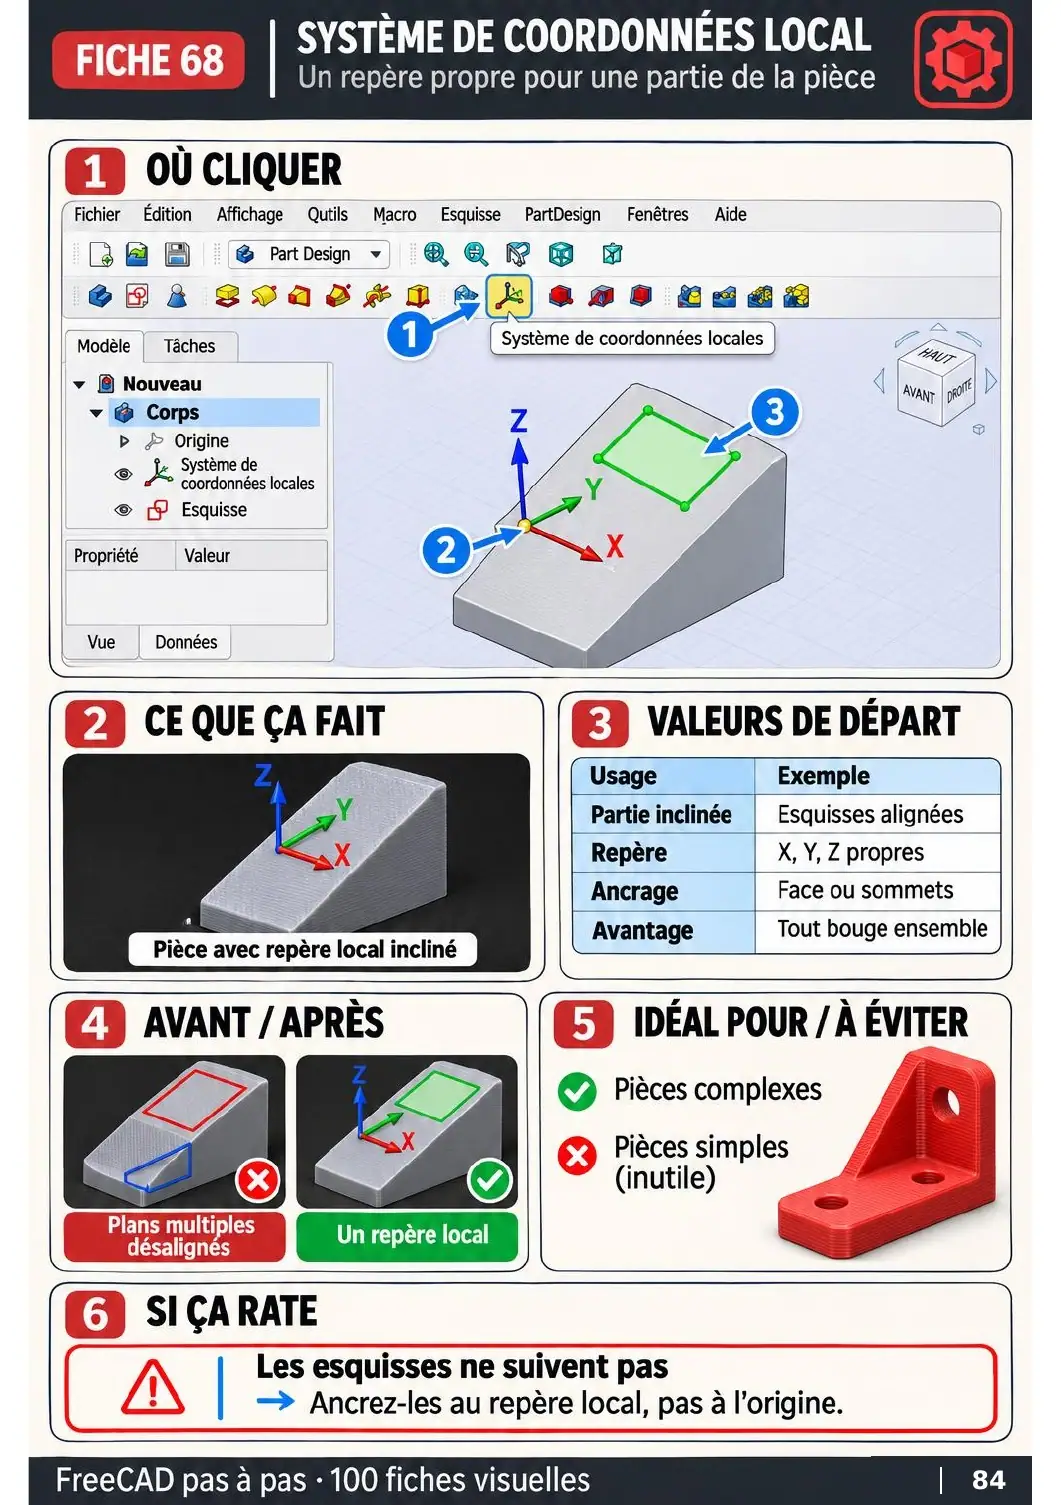 FICHE 68
SYSTÈME DE COORDONNÉES LOCAL
Un repère propre pour une partie de la pièce
1 OÙ CLIQUER
Fichier Édition Affichage Outils Macro Esquisse PartDesign Fenêtres Aide
Part Design
1
Système de coordonnées locales
Modèle Tâches
Nouveau
Corps
Origine
Système de
coordonnées locales
Esquisse
Propriété Valeur
Vue Données
HAUT
AVANT DROITE
3
Z
Y
2
X
2 CE QUE ÇA FAIT
Z
Y
X
Pièce avec repère local incliné
3 VALEURS DE DÉPART
Usage Exemple
Partie inclinée Esquisses alignées
Repère X, Y, Z propres
Ancrage Face ou sommets
Avantage Tout bouge ensemble
4 AVANT / APRÈS
Plans multiples
désalignés
Z
X
Un repère local
5 IDÉAL POUR / À ÉVITER
Pièces complexes
Pièces simples
(inutile)
6 SI ÇA RATE
Les esquisses ne suivent pas
→ Ancrez-les au repère local, pas à l'origine.
FreeCAD pas à pas · 100 fiches visuelles | 84